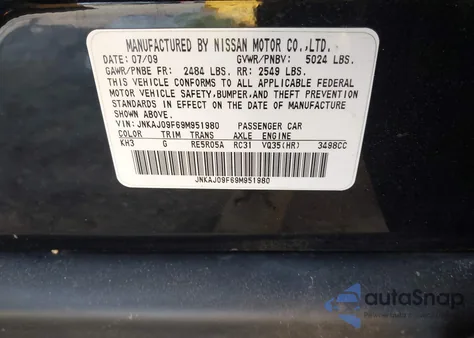 MANUFACTURED BY NISSAN MOTOR CO.,LTD.
DATE: 07/09 GVWR/PNBV: 5024 LBS.
GAWR/PNBE FR: 2484 LBS. RR: 2549 LBS.
THIS VEHICLE CONFORMS TO ALL APPLICABLE FEDERAL
MOTOR VEHICLE SAFETY,BUMPER,AND THEFT PREVENTION
STANDARDS IN EFFECT ON THE DATE OF MANUFACTURE
SHOWN ABOVE.
VIN: JNKAJ09F69M951980 PASSENGER CAR
COLOR TRIM TRANS AXLE ENGINE
KH3 G RE5R05A RC31 VQ35(HR) 3498CC
JNKAJ09F69M951980
autoSnap